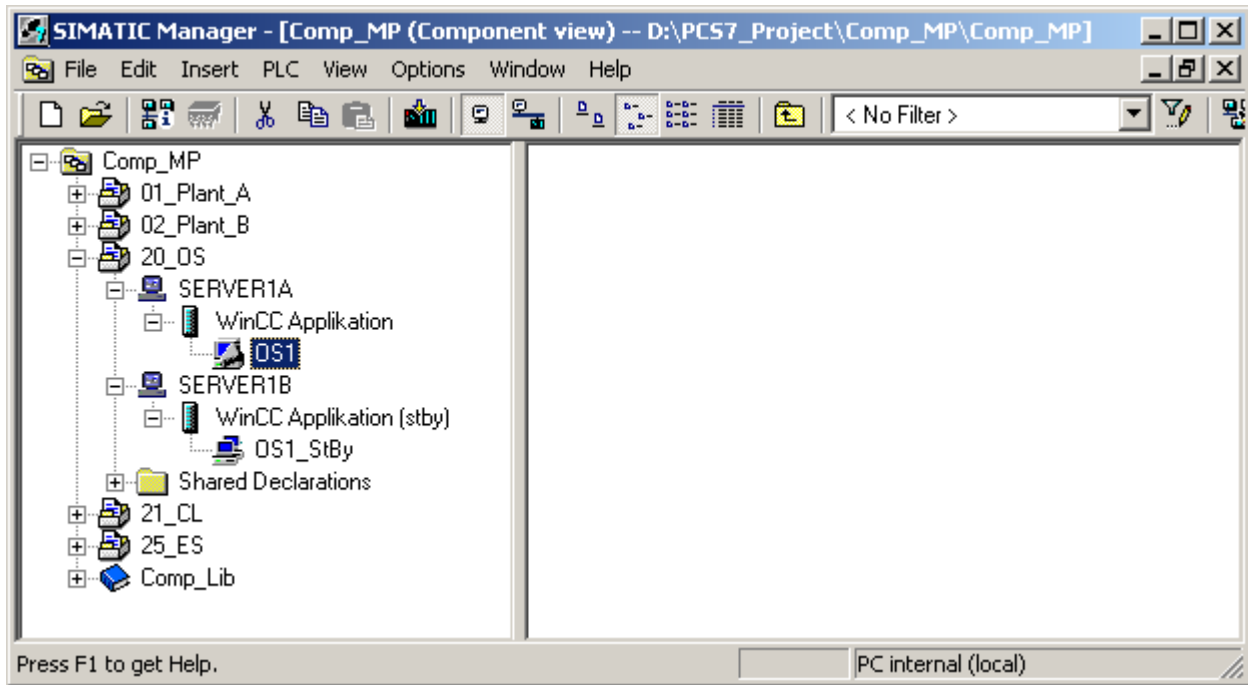 SIMATIC Manager - [Comp_MP (Component view) -- D:\PCS7_Project\Comp_MP\Comp_MP]
File Edit Insert PLC View Options Window Help
< No Filter >
Comp_MP
01_Plant_A
02_Plant_B
20_OS
SERVER1A
WinCC Applikation
OS1
SERVER1B
WinCC Applikation (stby)
OS1_StBy
Shared Declarations
21_CL
25_ES
Comp_Lib
Press F1 to get Help.
PC internal (local)